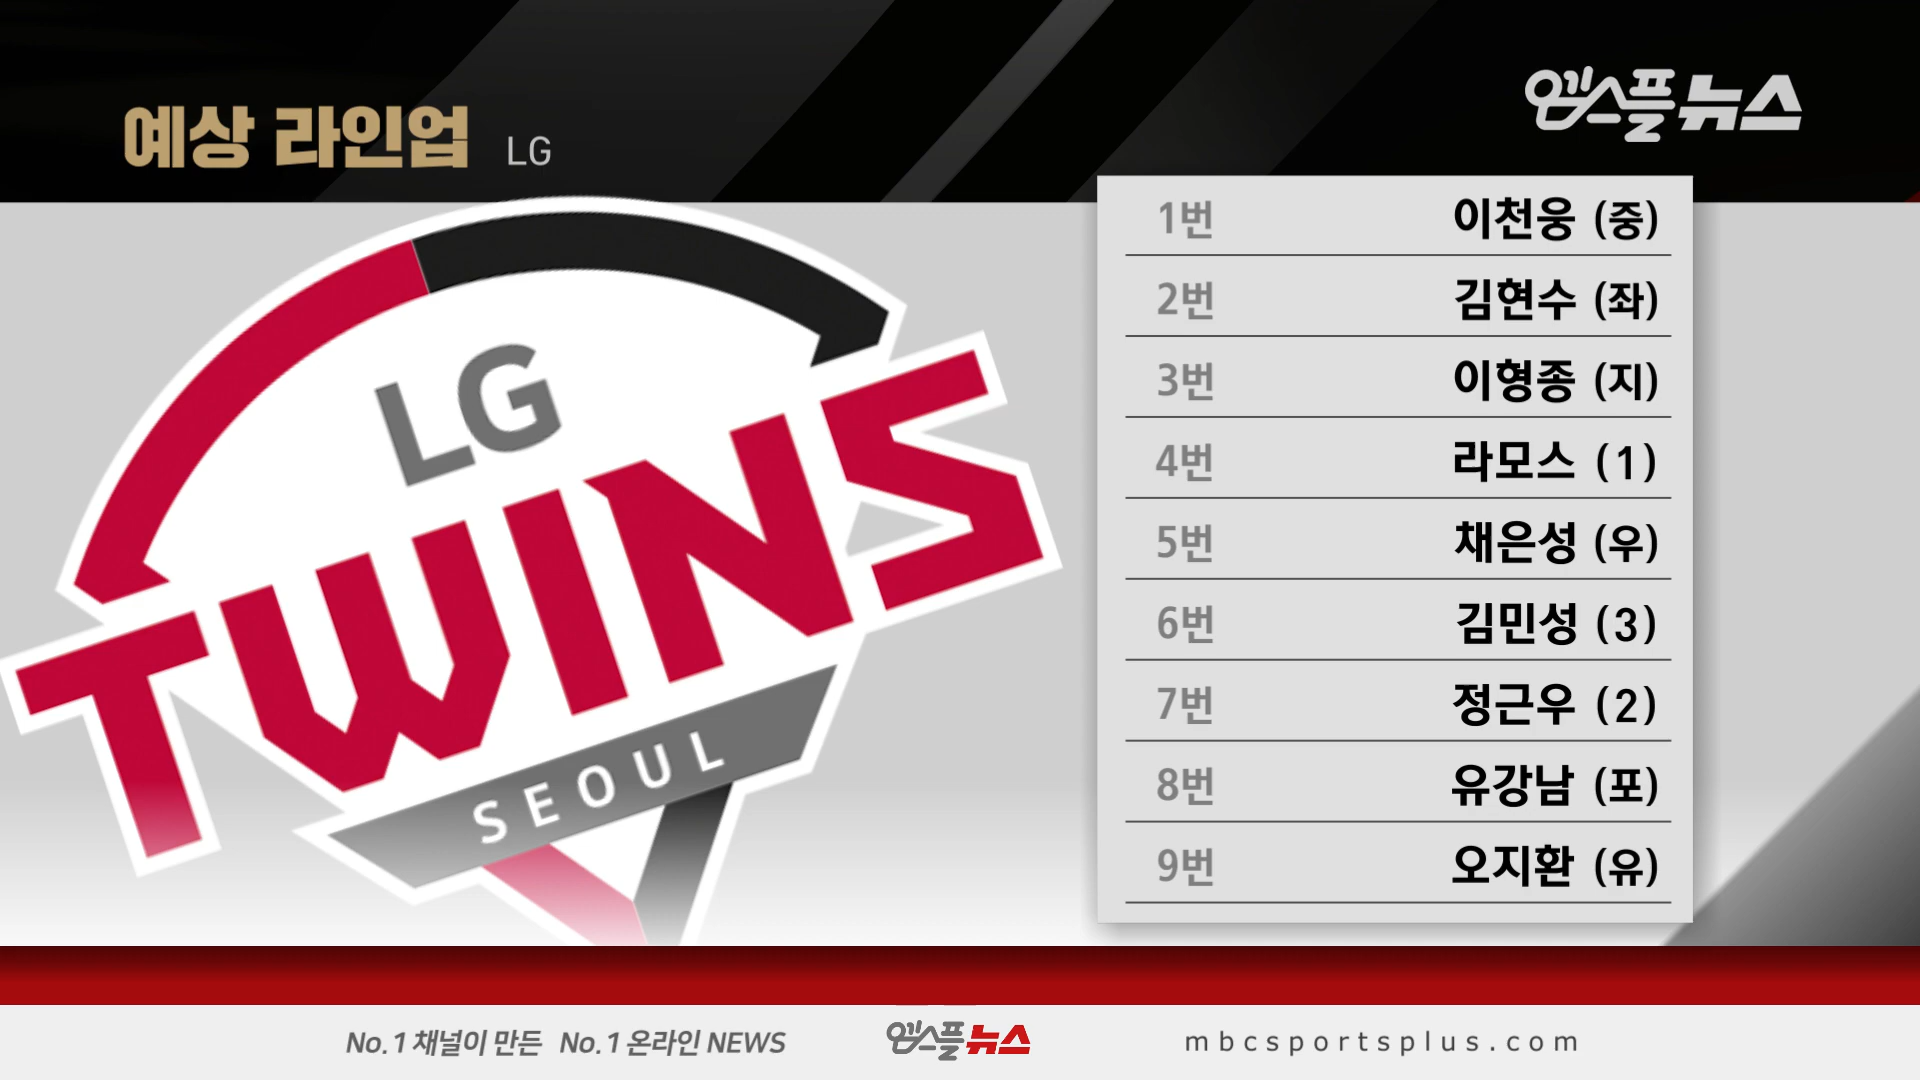 예상 라인업 LG
엠스플뉴스
LG
TWINS
SEOUL
1번 이천웅 (중)
2번 김현수 (좌)
3번 이형종 (지)
4번 라모스 (1)
5번 채은성 (우)
6번 김민성 (3)
7번 정근우 (2)
8번 유강남 (포)
9번 오지환 (유)
No.1 채널이 만든 No.1 온라인 NEWS
엠스플뉴스
mbcsportsplus.com